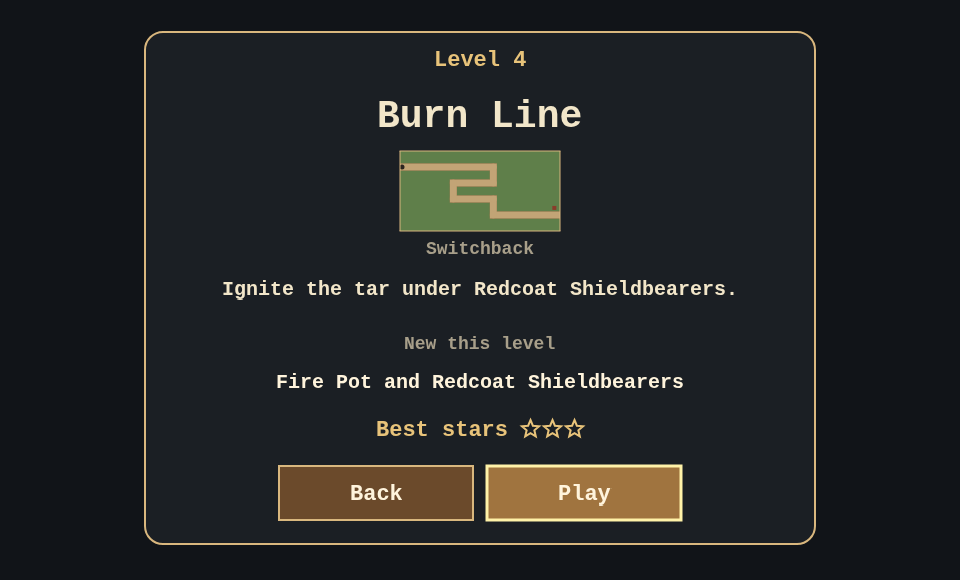 Level 4
Burn Line
Switchback
Ignite the tar under Redcoat Shieldbearers.
New this level
Fire Pot and Redcoat Shieldbearers
Best stars ☆☆☆
Back
Play